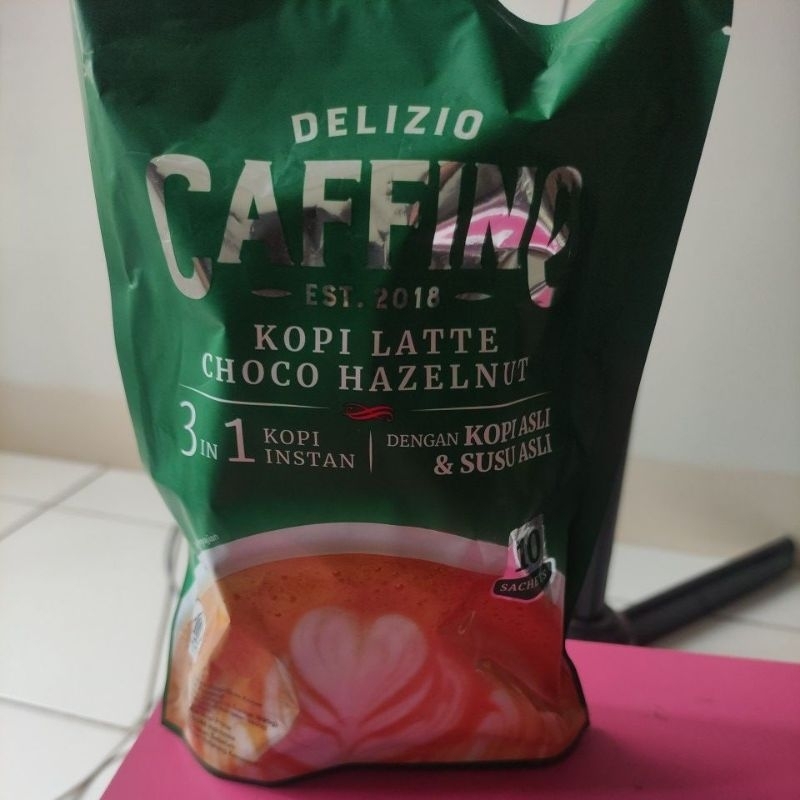 DELIZIO
CAFFINO
EST. 2018
KOPI LATTE
CHOCO HAZELNUT
3 IN 1 KOPI INSTAN
DENGAN KOPI ASLI
& SUSU ASLI
10
SACHETS